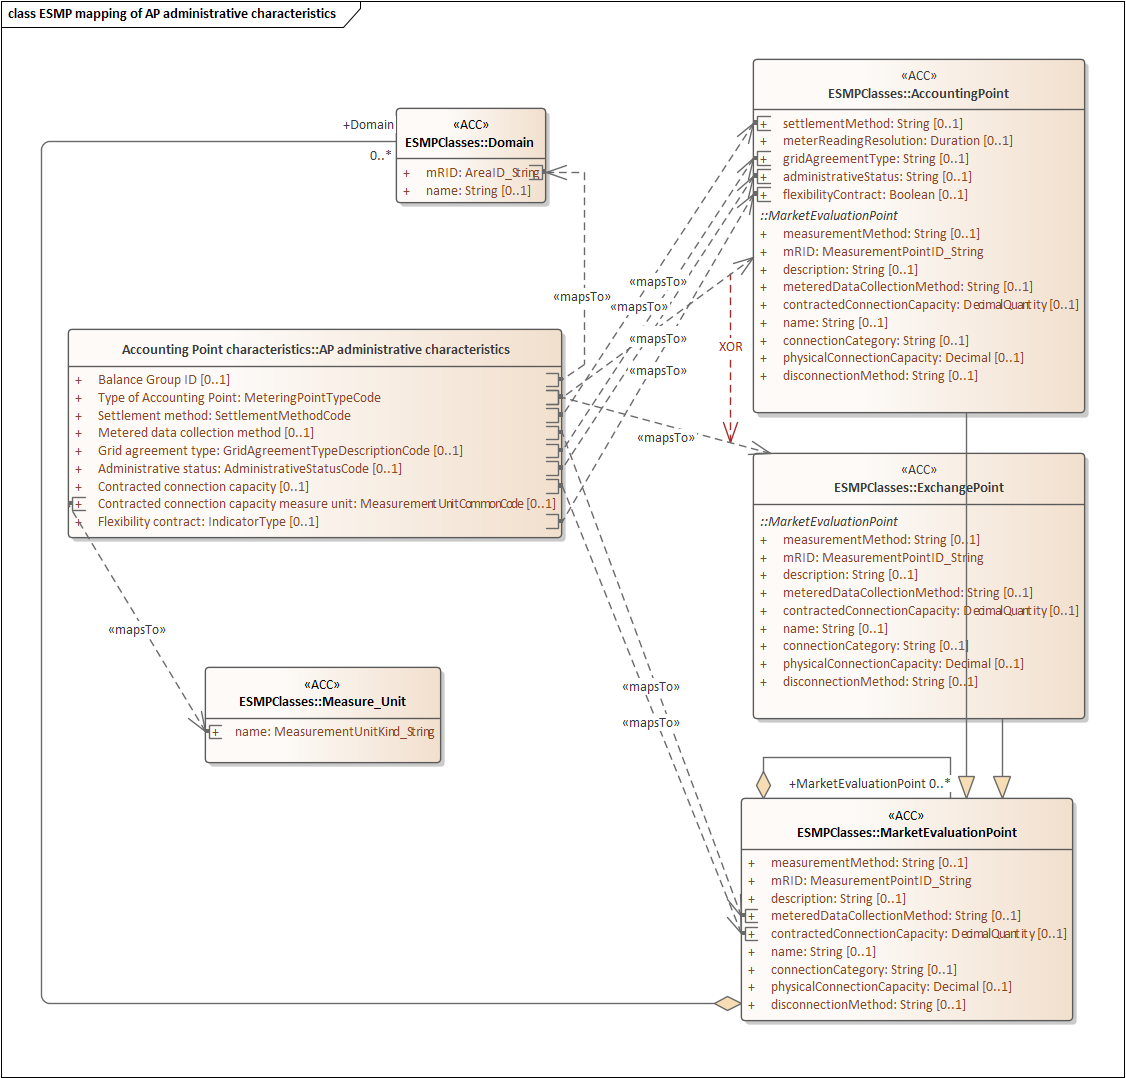 class ESMP mapping of AP administrative characteristics
«ACC»
ESMPClasses::AccountingPoint
+ settlementMethod: String [0..1]
+ meterReadingResolution: Duration [0..1]
+ gridAgreementType: String [0..1]
+ administrativeStatus: String [0..1]
+ flexibilityContract: Boolean [0..1]
::MarketEvaluationPoint
+ measurementMethod: String [0..1]
+ mRID: MeasurementPointID_String
+ description: String [0..1]
+ meteredDataCollectionMethod: String [0..1]
+ contractedConnectionCapacity: DecimalQuantity [0..1]
+ name: String [0..1]
+ connectionCategory: String [0..1]
+ physicalConnectionCapacity: Decimal [0..1]
+ disconnectionMethod: String [0..1]
+Domain
0..*
«ACC»
ESMPClasses::Domain
+ mRID: AreaID_String
+ name: String [0..1]
«mapsTo»
«mapsTo»
«mapsTo»
«mapsTo»
«mapsTo»
XOR
«mapsTo»
Accounting Point characteristics::AP administrative characteristics
+ Balance Group ID [0..1]
+ Type of Accounting Point: MeteringPointTypeCode
+ Settlement method: SettlementMethodCode
+ Metered data collection method [0..1]
+ Grid agreement type: GridAgreementTypeDescriptionCode [0..1]
+ Administrative status: AdministrativeStatusCode [0..1]
+ Contracted connection capacity [0..1]
+ Contracted connection capacity measure unit: MeasurementUnitCommonCode [0..1]
+ Flexibility contract: IndicatorType [0..1]
«ACC»
ESMPClasses::ExchangePoint
::MarketEvaluationPoint
+ measurementMethod: String [0..1]
+ mRID: MeasurementPointID_String
+ description: String [0..1]
+ meteredDataCollectionMethod: String [0..1]
+ contractedConnectionCapacity: DecimalQuantity [0..1]
+ name: String [0..1]
+ connectionCategory: String [0..1]
+ physicalConnectionCapacity: Decimal [0..1]
+ disconnectionMethod: String [0..1]
«mapsTo»
«ACC»
ESMPClasses::Measure_Unit
+ name: MeasurementUnitKind_String
«mapsTo»
«mapsTo»
+MarketEvaluationPoint 0..*
«ACC»
ESMPClasses::MarketEvaluationPoint
+ measurementMethod: String [0..1]
+ mRID: MeasurementPointID_String
+ description: String [0..1]
+ meteredDataCollectionMethod: String [0..1]
+ contractedConnectionCapacity: DecimalQuantity [0..1]
+ name: String [0..1]
+ connectionCategory: String [0..1]
+ physicalConnectionCapacity: Decimal [0..1]
+ disconnectionMethod: String [0..1]